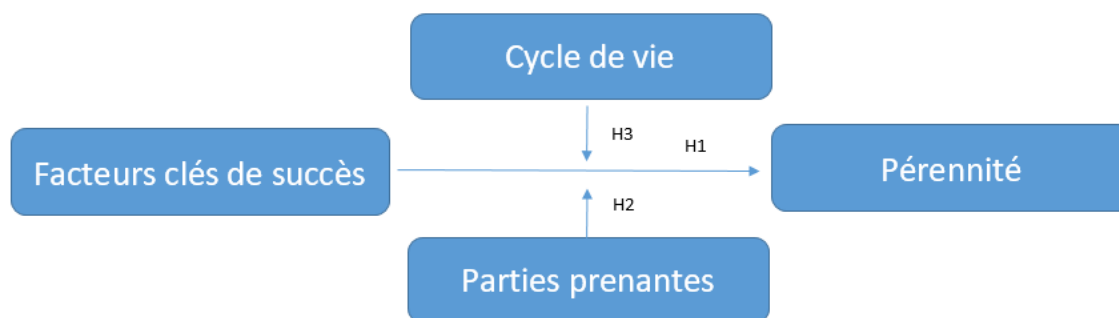 Cycle de vie
H3
H1
Facteurs clés de succès
Pérennité
H2
Parties prenantes